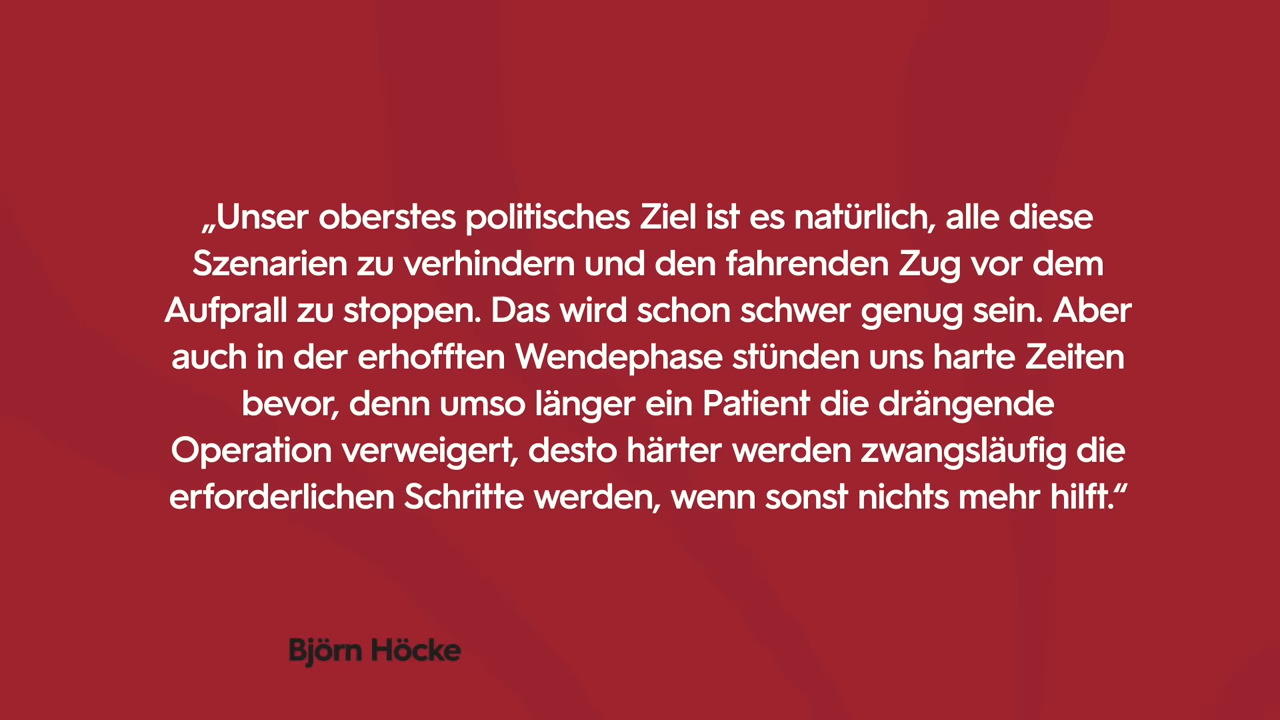 „Unser oberstes politisches Ziel ist es natürlich, alle diese
Szenarien zu verhindern und den fahrenden Zug vor dem
Aufprall zu stoppen. Das wird schon schwer genug sein. Aber
auch in der erhofften Wendephase stünden uns harte Zeiten
bevor, denn umso länger ein Patient die drängende
Operation verweigert, desto härter werden zwangsläufig die
erforderlichen Schritte werden, wenn sonst nichts mehr hilft.“
Björn Höcke